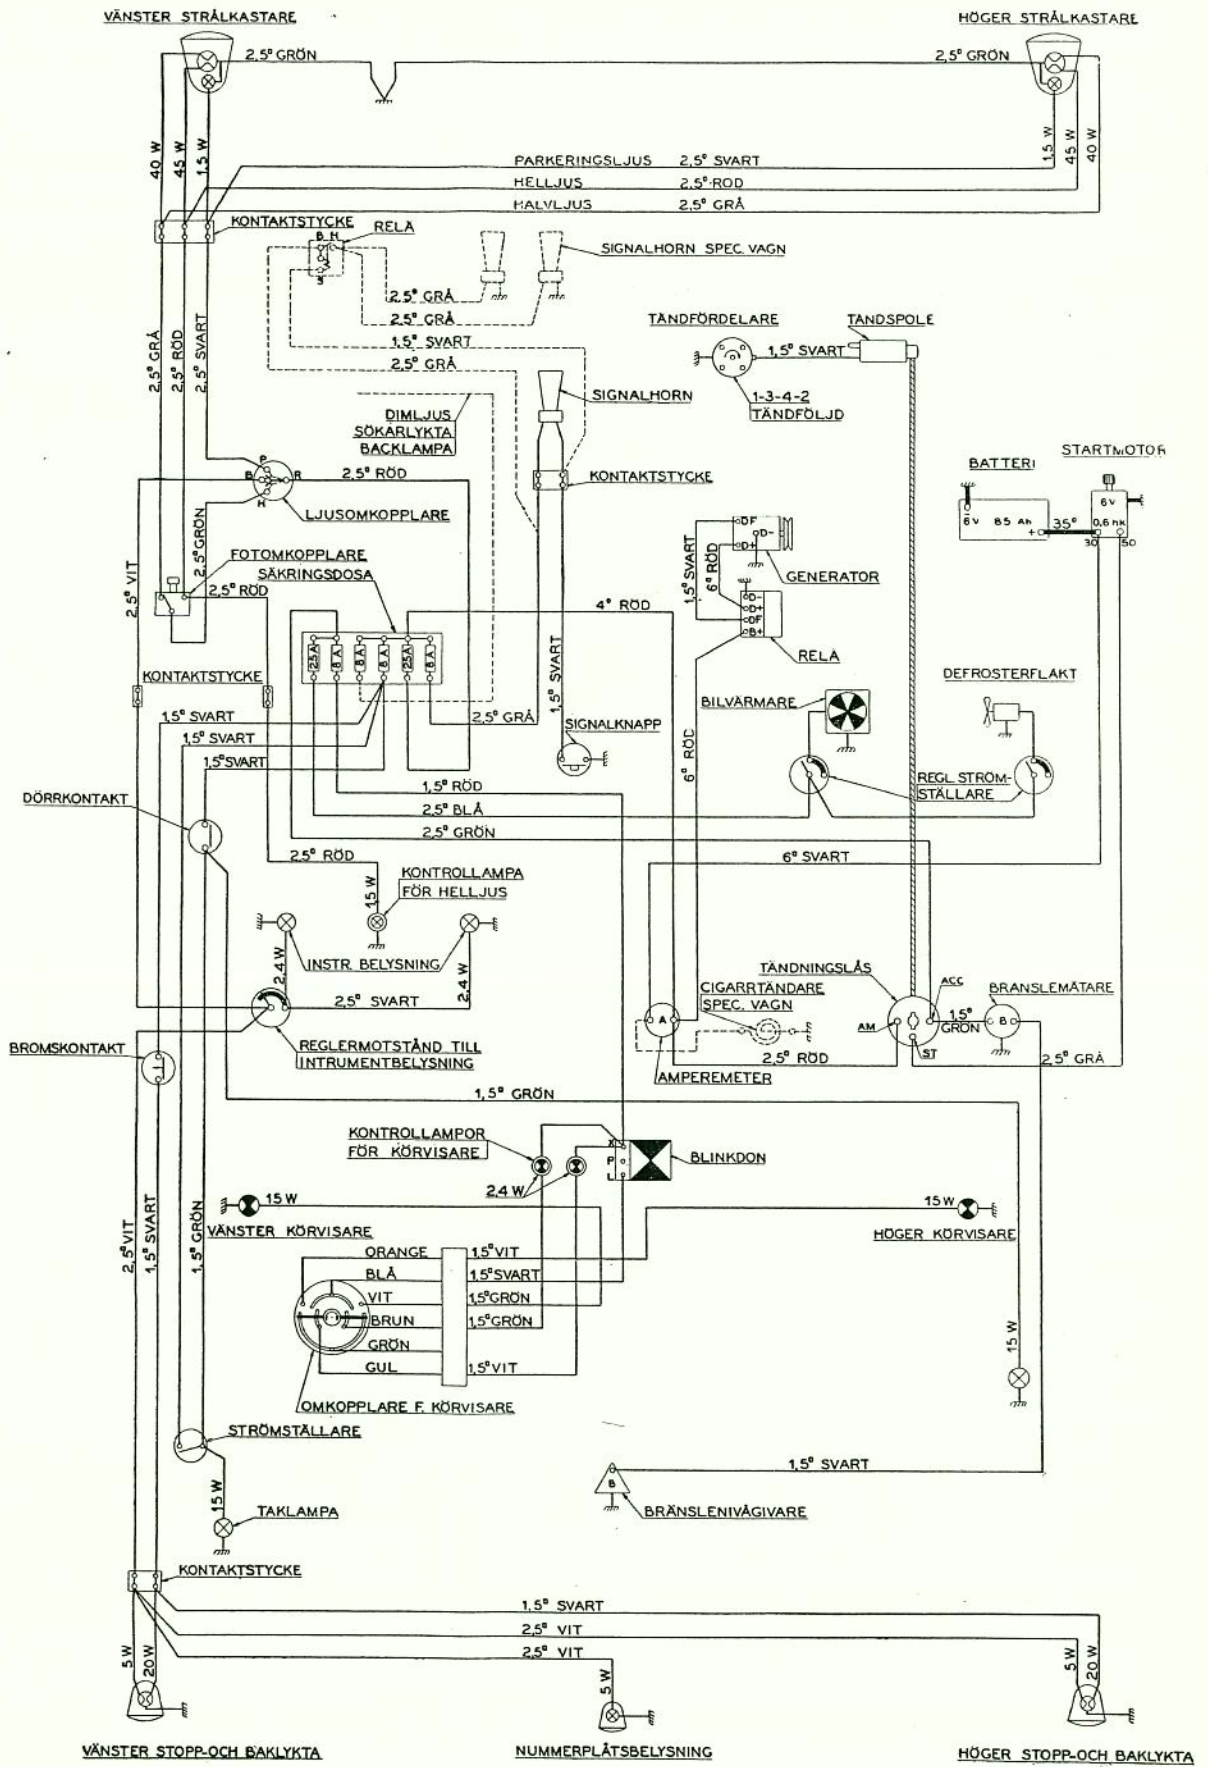 VÄNSTER STRÅLKASTARE
HÖGER STRÅLKASTARE
2,5□ GRÖN
2,5□ GRÖN
40 W
45 W
1,5 W
1,5 W
45 W
40 W
PARKERINGSLJUS 2,5□ SVART
HELLJUS 2,5□ RÖD
HALVLJUS 2,5□ GRÅ
KONTAKTSTYCKE
RELÄ
B H
S
SIGNALHORN SPEC. VAGN
2,5□ GRÅ
2,5□ GRÅ
1,5□ SVART
2,5□ GRÅ
2,5□ GRÅ
2,5□ RÖD
2,5□ SVART
TÄNDFÖRDELARE
TÄNDSPOLE
1,5□ SVART
1-3-4-2
TÄNDFÖLJD
SIGNALHORN
DIMLJUS
SÖKARLYKTA
BACKLAMPA
KONTAKTSTYCKE
P
B
R
H
2,5□ RÖD
LJUSOMKOPPLARE
BATTERI
STARTMOTOR
6 V 85 Ah
-
+
35□
6 V
0,6 hk
30
50
DF
D-
D+
GENERATOR
1,5□ SVART
6□ RÖD
D-
D+
DF
B+
RELÄ
2,5□ VIT
2,5□ GRÖN
FOTOMKOPPLARE
2,5□ RÖD
SÄKRINGSDOSA
4□ RÖD
25A
8 A
8 A
8 A
25A
8 A
KONTAKTSTYCKE
1,5□ SVART
1,5□ SVART
1,5□ SVART
2,5□ GRÅ
1,5□ SVART
SIGNALKNAPP
BILVÄRMARE
DEFROSTERFLÄKT
REGL. STRÖM-
STÄLLARE
6□ RÖD
1,5□ RÖD
2,5□ BLÅ
2,5□ GRÖN
6□ SVART
DÖRRKONTAKT
2,5□ RÖD
15 W
KONTROLLAMPA
FÖR HELLJUS
INSTR. BELYSNING
2,4 W
2,4 W
2,5□ SVART
REGLERMOTSTÅND TILL
INTRUMENTBELYSNING
BROMSKONTAKT
TÄNDNINGSLÅS
CIGARRTÄNDARE
SPEC. VAGN
A
AMPEREMETER
AM
ACC
ST
1,5□
GRÖN
BRÄNSLEMÄTARE
B
2,5□ RÖD
2,5□ GRÅ
1,5□ GRÖN
KONTROLLAMPOR
FÖR KÖRVISARE
2,4 W
X
P
L
BLINKDON
15 W
VÄNSTER KÖRVISARE
15 W
HÖGER KÖRVISARE
2,5□ VIT
1,5□ SVART
1,5□ GRÖN
ORANGE
1,5□ VIT
BLÅ
1,5□ SVART
VIT
1,5□ GRÖN
BRUN
1,5□ GRÖN
GRÖN
GUL
1,5□ VIT
OMKOPPLARE F. KÖRVISARE
15 W
STRÖMSTÄLLARE
15 W
TAKLAMPA
1,5□ SVART
B
BRÄNSLENIVÅGIVARE
KONTAKTSTYCKE
1,5□ SVART
2,5□ VIT
2,5□ VIT
5 W
20 W
5 W
5 W
20 W
VÄNSTER STOPP-OCH BAKLYKTA
NUMMERPLÅTSBELYSNING
HÖGER STOPP-OCH BAKLYKTA